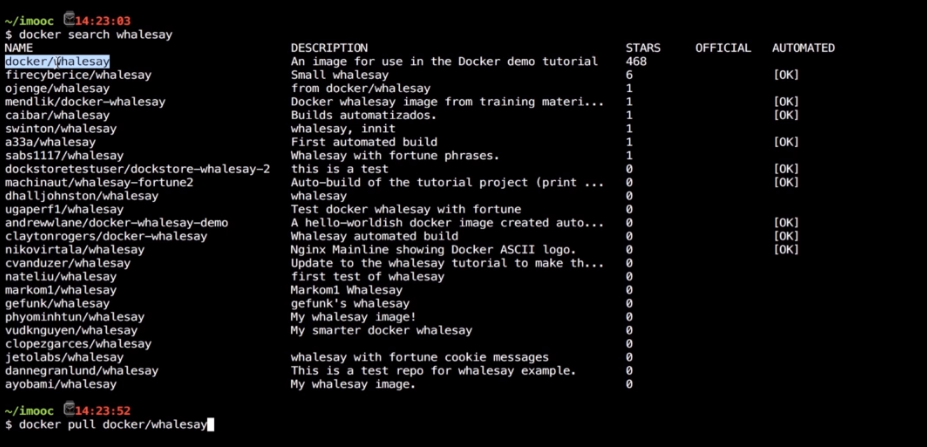 ~/imooc 14:23:03
$ docker search whalesay
NAME DESCRIPTION STARS OFFICIAL AUTOMATED
docker/whalesay An image for use in the Docker demo tutorial 468
firecyberice/whalesay Small whalesay 6 [OK]
ojenge/whalesay from docker/whalesay 1
mendlik/docker-whalesay Docker whalesay image from training materi... 1 [OK]
caibar/whalesay Builds automatizados. 1 [OK]
swinton/whalesay whalesay, innit 1
a33a/whalesay First automated build 1 [OK]
sabs1117/whalesay Whalesay with fortune phrases. 1
dockstoretestuser/dockstore-whalesay-2 this is a test 0 [OK]
machinaut/whalesay-fortune2 Auto-build of the tutorial project (print ... 0 [OK]
dhalljohnston/whalesay whalesay 0
ugaperf1/whalesay Test docker whalesay with fortune 0
andrewwlane/docker-whalesay-demo A hello-worldish docker image created auto... 0 [OK]
claytonrogers/docker-whalesay Whalesay automated build 0 [OK]
nikovirtala/whalesay Nginx Mainline showing Docker ASCII logo. 0 [OK]
cvanduzer/whalesay Update to the whalesay tutorial to make th... 0
nateliu/whalesay first test of whalesay 0
markom1/whalesay Markom1 Whalesay 0
gefunk/whalesay gefunk's whalesay 0
phyominhtun/whalesay My whalesay image! 0
vudknguyen/whalesay My smarter docker whalesay 0
clopezgarces/whalesay 0
jetolabs/whalesay whalesay with fortune cookie messages 0
dannegranlund/whalesay This is a test repo for whalesay example. 0
ayobami/whalesay My whalesay image. 0
~/imooc 14:23:52
$ docker pull docker/whalesay